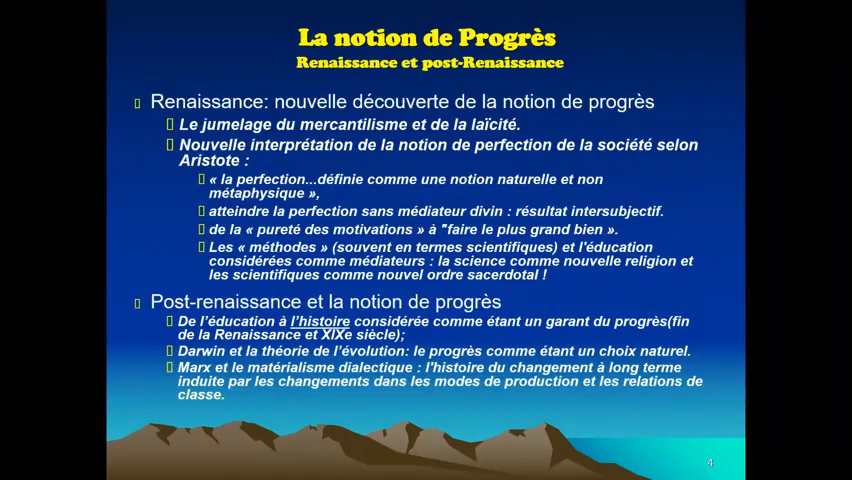 La notion de Progrès
Renaissance et post-Renaissance
Renaissance: nouvelle découverte de la notion de progrès
Le jumelage du mercantilisme et de la laïcité.
Nouvelle interprétation de la notion de perfection de la société selon
Aristote :
« la perfection...définie comme une notion naturelle et non
métaphysique »,
atteindre la perfection sans médiateur divin : résultat intersubjectif.
de la « pureté des motivations » à "faire le plus grand bien ».
Les « méthodes » (souvent en termes scientifiques) et l'éducation
considérées comme médiateurs : la science comme nouvelle religion et
les scientifiques comme nouvel ordre sacerdotal !
Post-renaissance et la notion de progrès
De l’éducation à l’histoire considérée comme étant un garant du progrès(fin
de la Renaissance et XIXe siècle);
Darwin et la théorie de l’évolution: le progrès comme étant un choix naturel.
Marx et le matérialisme dialectique : l'histoire du changement à long terme
induite par les changements dans les modes de production et les relations de
classe.
4